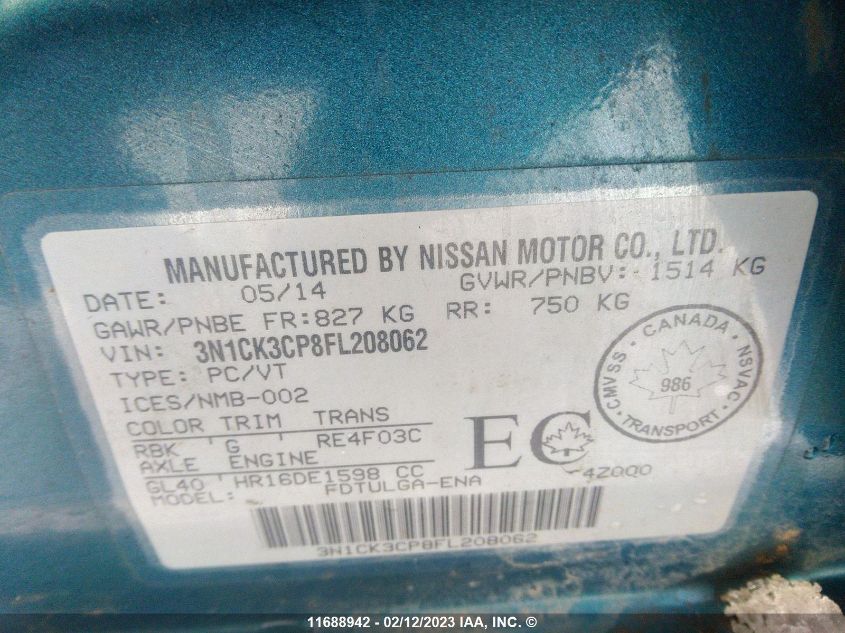 MANUFACTURED BY NISSAN MOTOR CO., LTD.
DATE: 05/14 GVWR/PNBV: 1514 KG
GAWR/PNBE FR:827 KG RR: 750 KG
VIN: 3N1CK3CP8FL208062
TYPE: PC/VT
ICES/NMB-002
COLOR TRIM TRANS
RBK G RE4F03C
AXLE ENGINE
GL40 HR16DE1598 CC
MODEL: FDTULGA-ENA
EC
4Z0Q0
CANADA
CMVSS NSVAC
986
TRANSPORT
3N1CK3CP8FL208062
11688942 - 02/12/2023 IAA, INC. ©